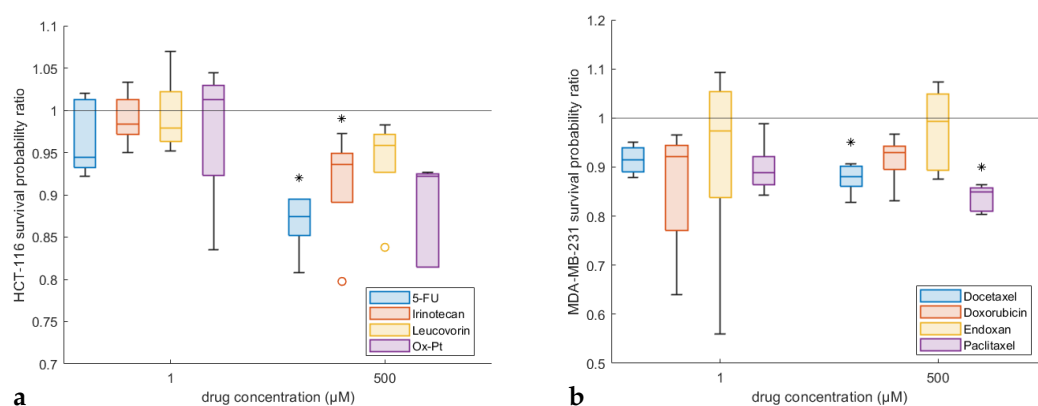 HCT-116 survival probability ratio
1.1
1.05
1
0.95
0.9
0.85
0.8
0.75
0.7
*
*
5-FU
Irinotecan
Leucovorin
Ox-Pt
1
500
drug concentration (μM)
a
MDA-MB-231 survival probability ratio
1.2
1.1
1
0.9
0.8
0.7
0.6
0.5
*
*
Docetaxel
Doxorubicin
Endoxan
Paclitaxel
1
500
drug concentration (μM)
b